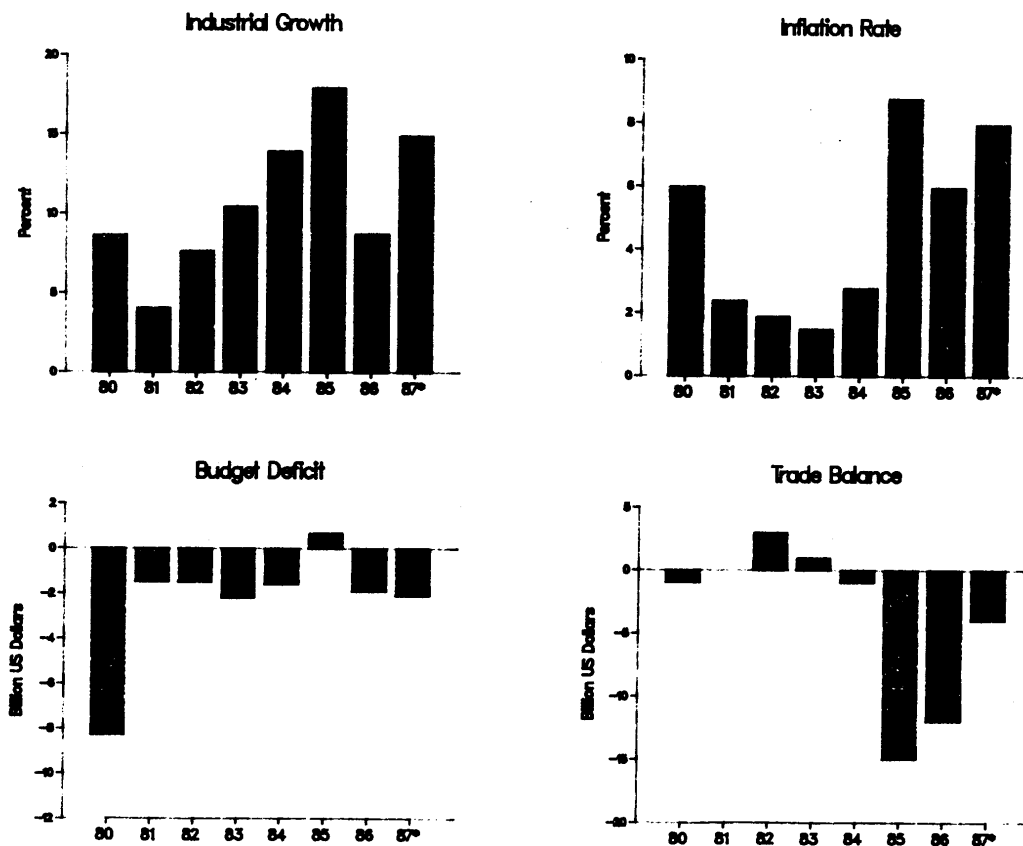 Industrial Growth
20
15
10
5
0
Percent
80 81 82 83 84 85 86 87*
Inflation Rate
10
8
6
4
2
0
Percent
80 81 82 83 84 85 86 87*
Budget Deficit
2
0
-2
-4
-6
-8
-10
-12
Billion US Dollars
80 81 82 83 84 85 86 87*
Trade Balance
5
0
-5
-10
-15
-20
Billion US Dollars
80 81 82 83 84 85 86 87*